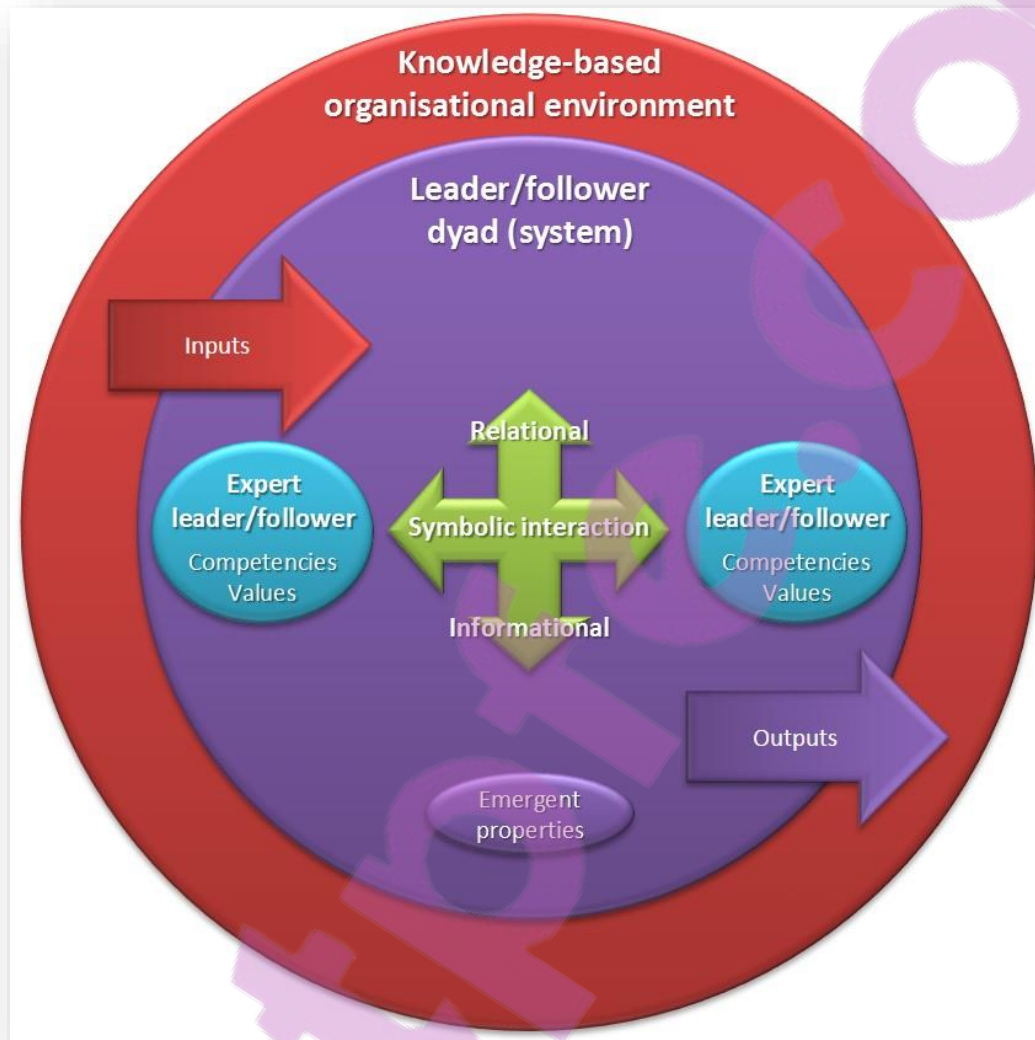 Knowledge-based
organisational environment
Leader/follower
dyad (system)
Inputs
Relational
Expert
leader/follower
Competencies
Values
Symbolic interaction
Expert
leader/follower
Competencies
Values
Informational
Outputs
Emergent
properties